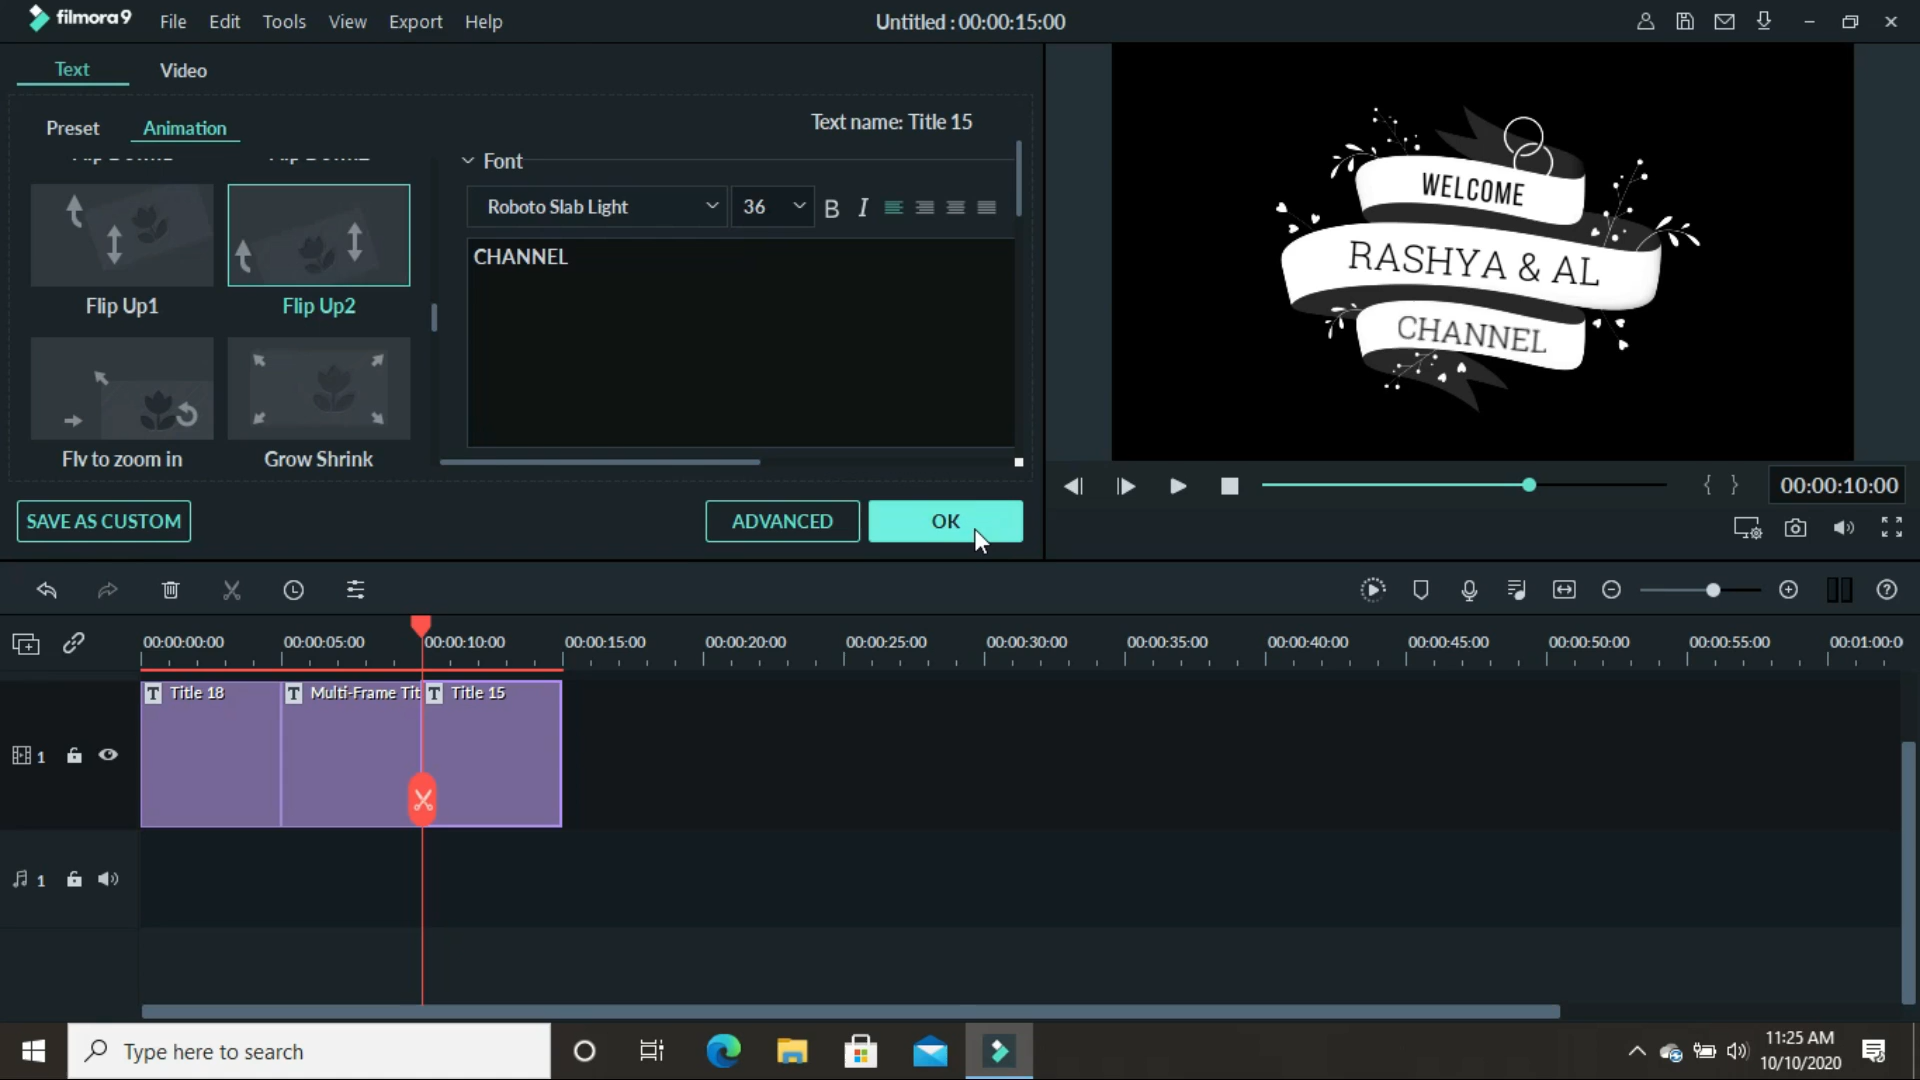 filmora9 File Edit Tools View Export Help Untitled : 00:00:15:00
Text Video
Preset Animation Text name: Title 15
Font
Roboto Slab Light 36 B I
CHANNEL
Flip Up1 Flip Up2
Fly to zoom in Grow Shrink
SAVE AS CUSTOM ADVANCED OK
WELCOME
RASHYA & AL
CHANNEL
{ } 00:00:10:00
00:00:00:00 00:00:05:00 00:00:10:00 00:00:15:00 00:00:20:00 00:00:25:00 00:00:30:00 00:00:35:00 00:00:40:00 00:00:45:00 00:00:50:00 00:00:55:00 00:01:00:0
T Title 18 T Multi-Frame Tit T Title 15
1
1
Type here to search
11:25 AM
10/10/2020